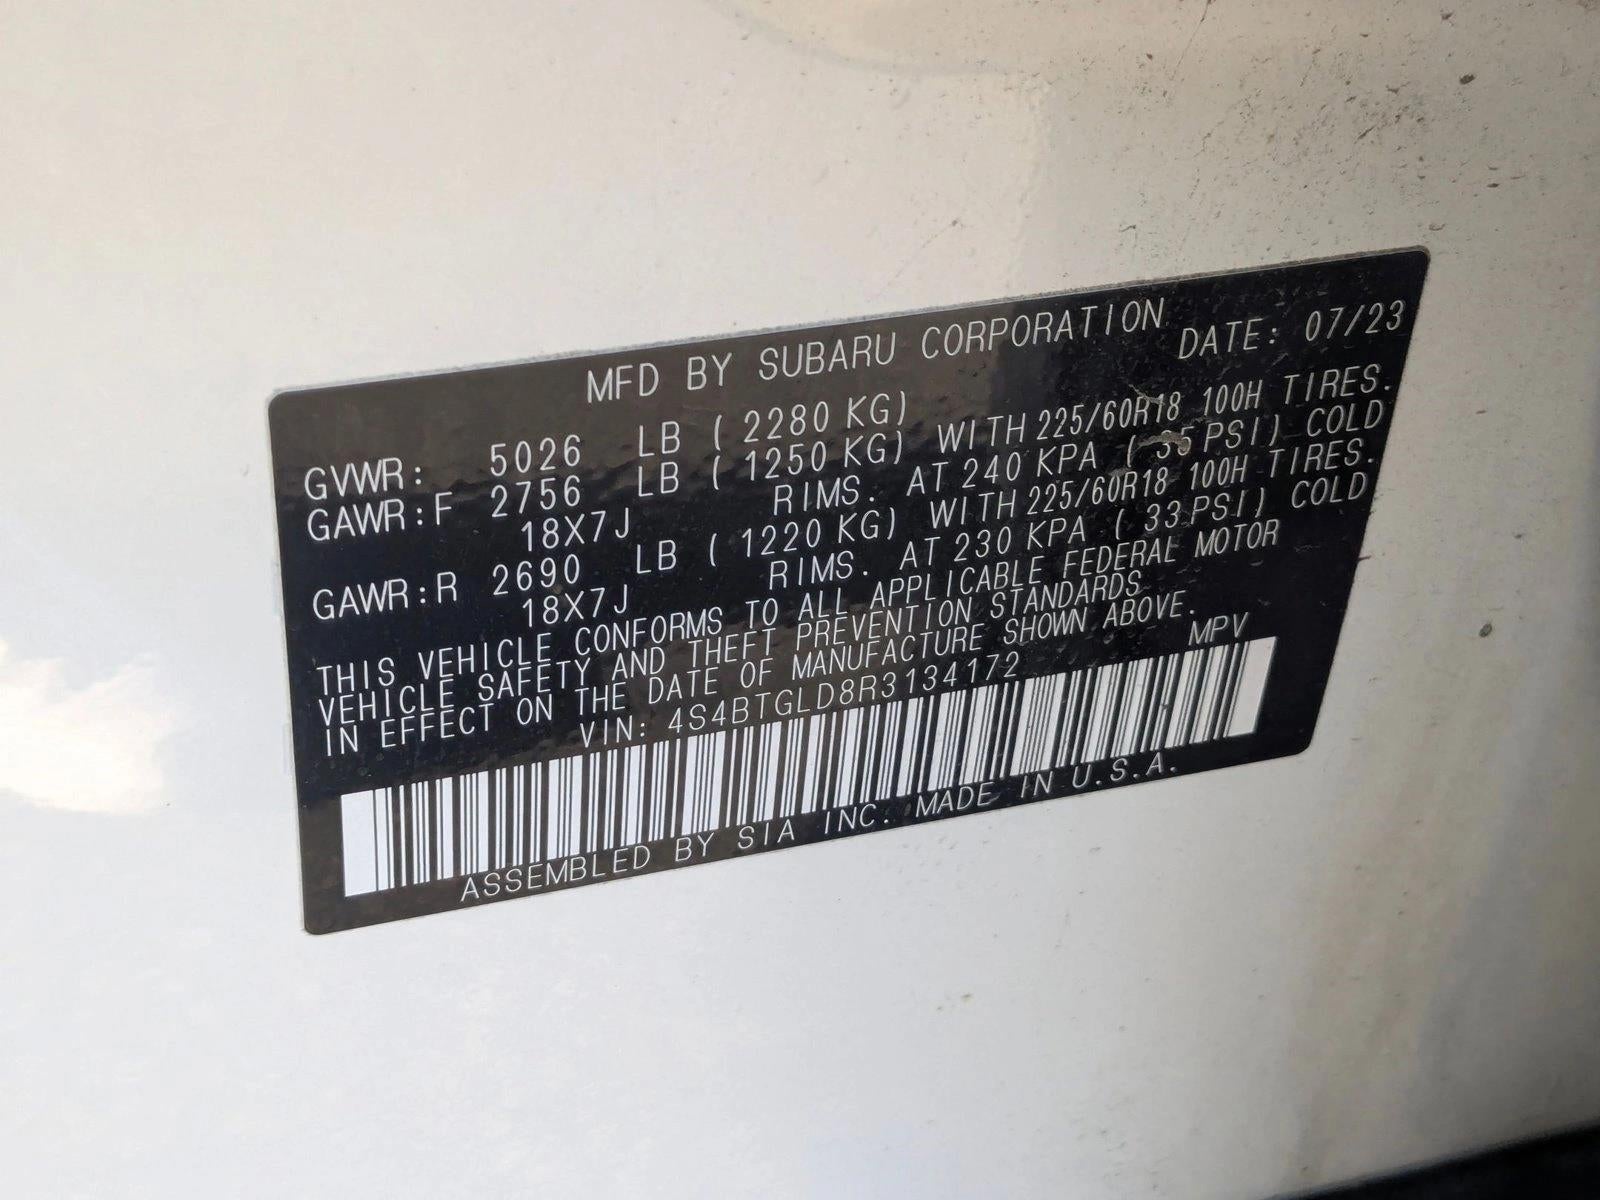 MFD BY SUBARU CORPORATION
DATE: 07/23
GVWR: 5026 LB ( 2280 KG)
GAWR:F 2756 LB ( 1250 KG) WITH 225/60R18 100H TIRES.
18X7J RIMS. AT 240 KPA ( 35PSI) COLD
GAWR:R 2690 LB ( 1220 KG) WITH 225/60R18 100H TIRES.
18X7J RIMS. AT 230 KPA ( 33PSI) COLD
THIS VEHICLE CONFORMS TO ALL APPLICABLE FEDERAL MOTOR
VEHICLE SAFETY AND THEFT PREVENTION STANDARDS
IN EFFECT ON THE DATE OF MANUFACTURE SHOWN ABOVE.
VIN: 4S4BTGLD8R3134172 MPV
ASSEMBLED BY SIA INC. MADE IN U.S.A.